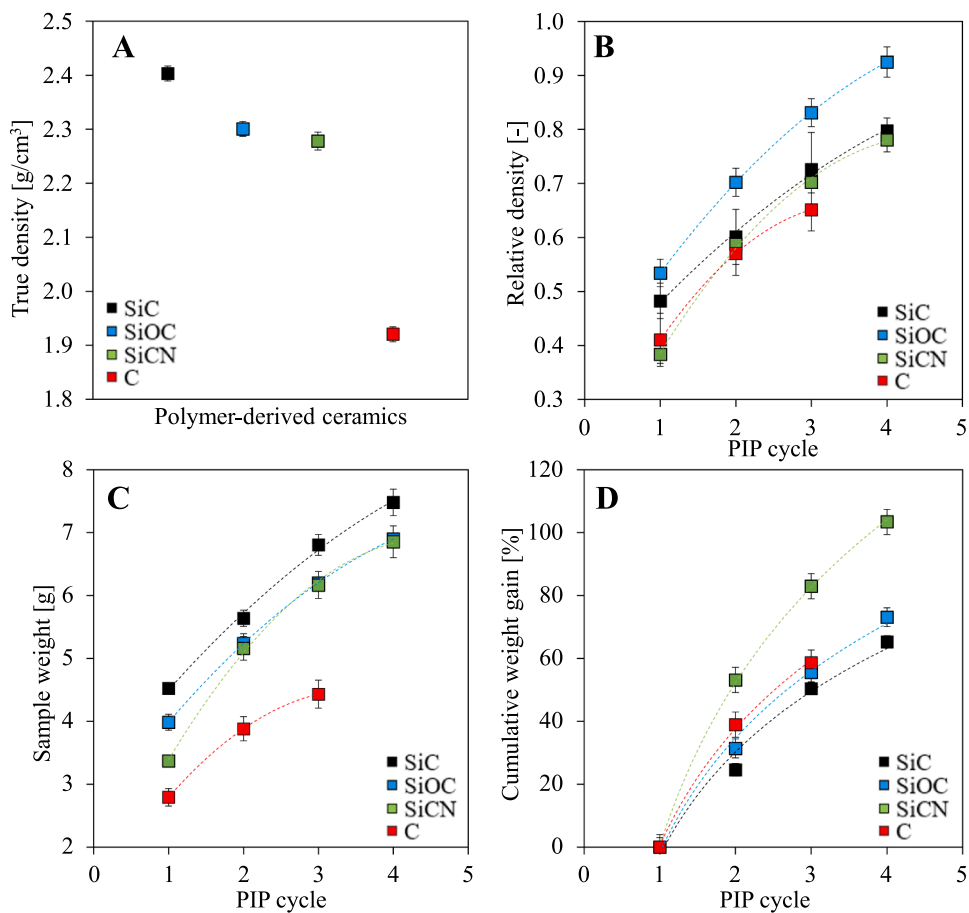 A
True density [g/cm³]
2.5
2.4
2.3
2.2
2.1
2.0
1.9
1.8
SiC
SiOC
SiCN
C
Polymer-derived ceramics
B
Relative density [-]
1.0
0.9
0.8
0.7
0.6
0.5
0.4
0.3
SiC
SiOC
SiCN
C
0 1 2 3 4 5
PIP cycle
C
Sample weight [g]
8
7
6
5
4
3
2
SiC
SiOC
SiCN
C
0 1 2 3 4 5
PIP cycle
D
Cumulative weight gain [%]
120
100
80
60
40
20
0
SiC
SiOC
SiCN
C
0 1 2 3 4 5
PIP cycle